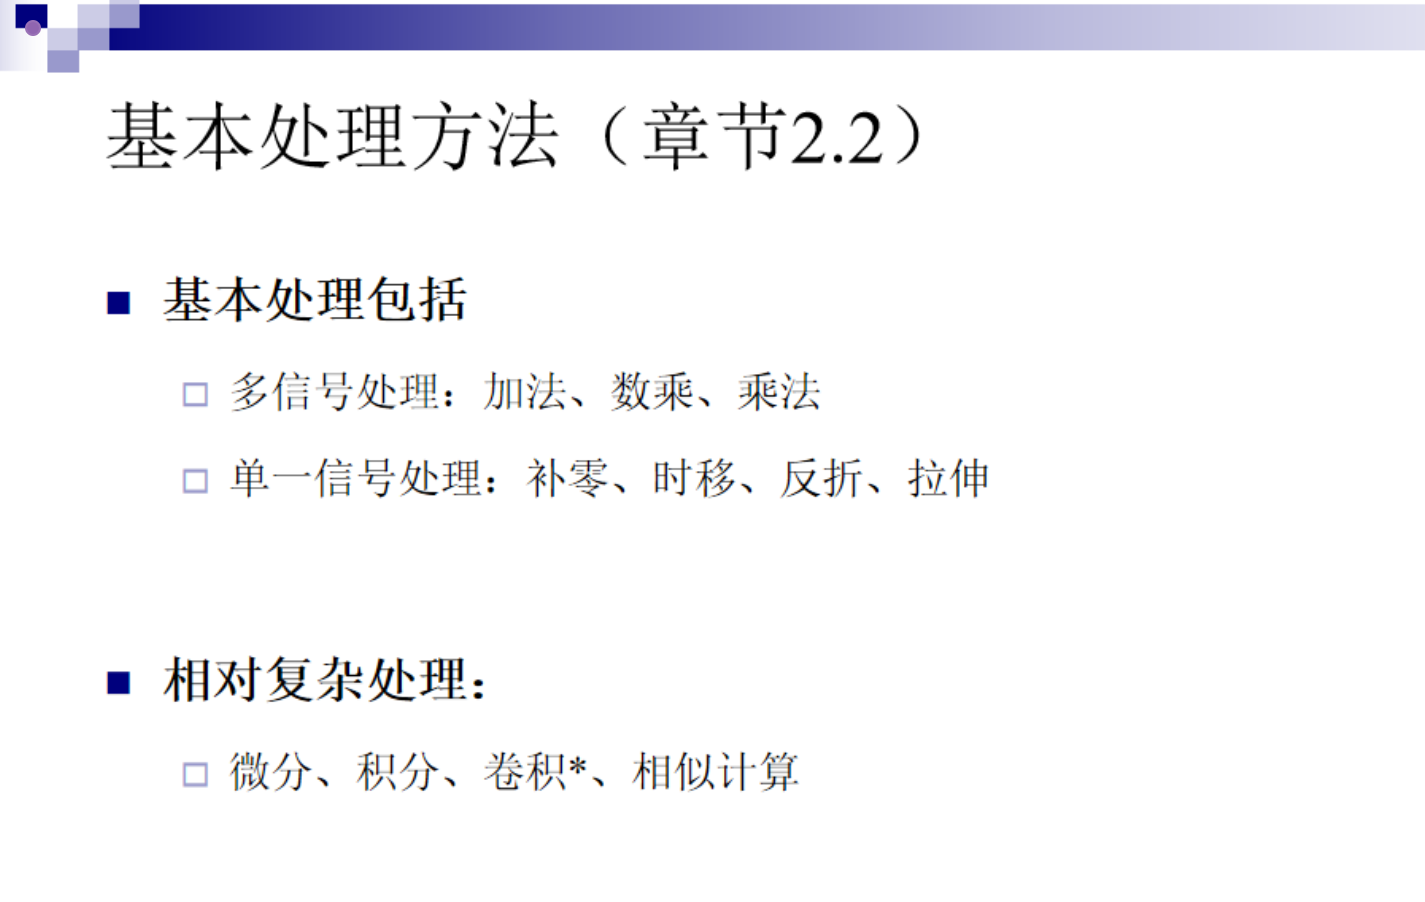 基本处理方法（章节2.2）
基本处理包括
多信号处理：加法、数乘、乘法
单一信号处理：补零、时移、反折、拉伸
相对复杂处理：
微分、积分、卷积*、相似计算